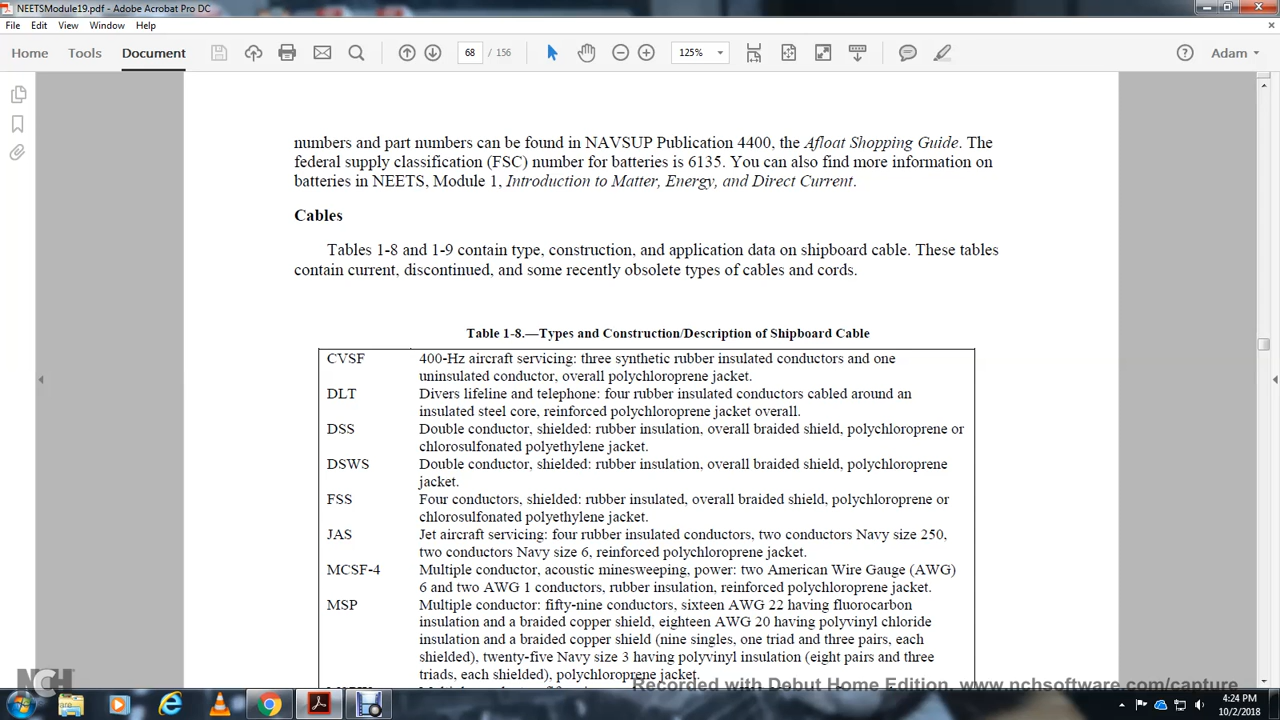 NEETSModule19.pdf - Adobe Acrobat Pro DC
File Edit View Window Help
Home Tools Document 68 / 156 125% Adam
numbers and part numbers can be found in NAVSUP Publication 4400, the Afloat Shopping Guide. The
federal supply classification (FSC) number for batteries is 6135. You can also find more information on
batteries in NEETS, Module 1, Introduction to Matter, Energy, and Direct Current.
Cables
Tables 1-8 and 1-9 contain type, construction, and application data on shipboard cable. These tables
contain current, discontinued, and some recently obsolete types of cables and cords.
Table 1-8.—Types and Construction/Description of Shipboard Cable
CVSF 400-Hz aircraft servicing: three synthetic rubber insulated conductors and one
uninsulated conductor, overall polychloroprene jacket.
DLT Divers lifeline and telephone: four rubber insulated conductors cabled around an
insulated steel core, reinforced polychloroprene jacket overall.
DSS Double conductor, shielded: rubber insulation, overall braided shield, polychloroprene or
chlorosulfonated polyethylene jacket.
DSWS Double conductor, shielded: rubber insulation, overall braided shield, polychloroprene
jacket.
FSS Four conductors, shielded: rubber insulated, overall braided shield, polychloroprene or
chlorosulfonated polyethylene jacket.
JAS Jet aircraft servicing: four rubber insulated conductors, two conductors Navy size 250,
two conductors Navy size 6, reinforced polychloroprene jacket.
MCSF-4 Multiple conductor, acoustic minesweeping, power: two American Wire Gauge (AWG)
6 and two AWG 1 conductors, rubber insulation, reinforced polychloroprene jacket.
MSP Multiple conductor: fifty-nine conductors, sixteen AWG 22 having fluorocarbon
insulation and a braided copper shield, eighteen AWG 20 having polyvinyl chloride
insulation and a braided copper shield (nine singles, one triad and three pairs, each
shielded), twenty-five Navy size 3 having polyvinyl insulation (eight pairs and three
triads, each shielded), polychloroprene jacket.
Recorded with Debut Home Edition. www.nchsoftware.com/capture
NCH
4:24 PM
10/2/2018